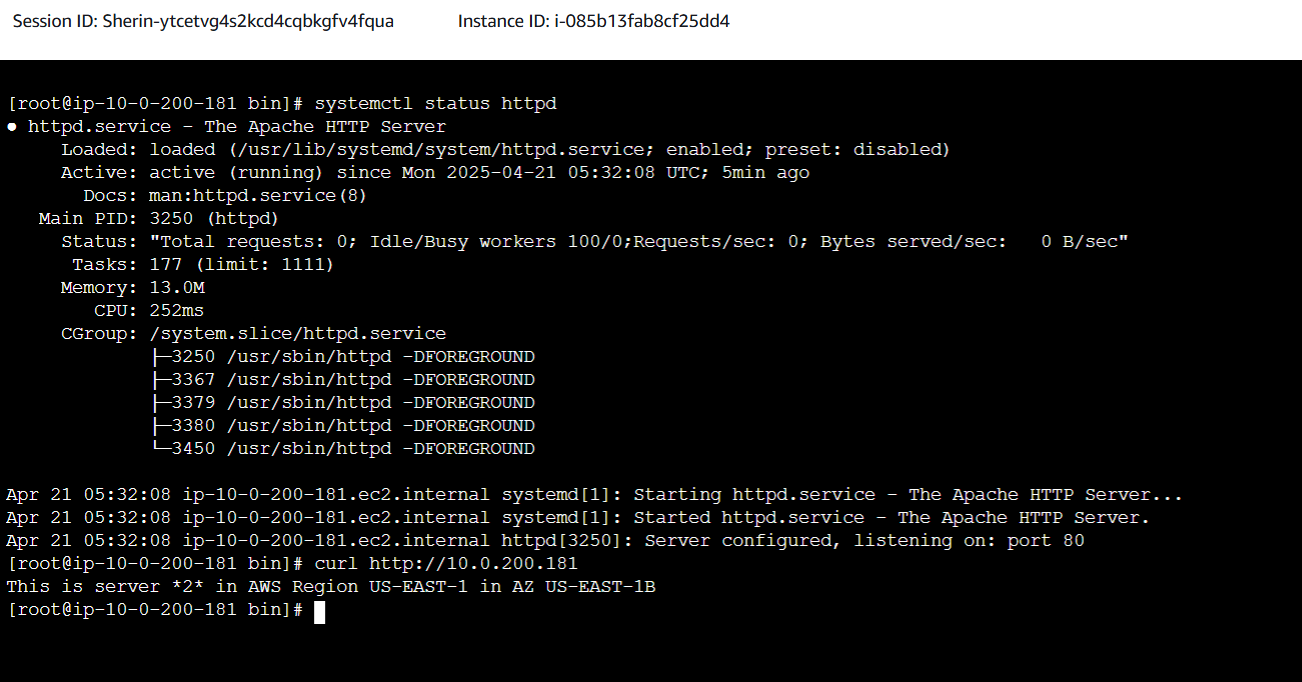 Session ID: Sherin-ytcetvg4s2kcd4cqbkgfv4fqua Instance ID: i-085b13fab8cf25dd4
[root@ip-10-0-200-181 bin]# systemctl status httpd
● httpd.service - The Apache HTTP Server
Loaded: loaded (/usr/lib/systemd/system/httpd.service; enabled; preset: disabled)
Active: active (running) since Mon 2025-04-21 05:32:08 UTC; 5min ago
Docs: man:httpd.service(8)
Main PID: 3250 (httpd)
Status: "Total requests: 0; Idle/Busy workers 100/0;Requests/sec: 0; Bytes served/sec:   0 B/sec"
Tasks: 177 (limit: 1111)
Memory: 13.0M
CPU: 252ms
CGroup: /system.slice/httpd.service
├─3250 /usr/sbin/httpd -DFOREGROUND
├─3367 /usr/sbin/httpd -DFOREGROUND
├─3379 /usr/sbin/httpd -DFOREGROUND
├─3380 /usr/sbin/httpd -DFOREGROUND
└─3450 /usr/sbin/httpd -DFOREGROUND
Apr 21 05:32:08 ip-10-0-200-181.ec2.internal systemd[1]: Starting httpd.service - The Apache HTTP Server...
Apr 21 05:32:08 ip-10-0-200-181.ec2.internal systemd[1]: Started httpd.service - The Apache HTTP Server.
Apr 21 05:32:08 ip-10-0-200-181.ec2.internal httpd[3250]: Server configured, listening on: port 80
[root@ip-10-0-200-181 bin]# curl http://10.0.200.181
This is server *2* in AWS Region US-EAST-1 in AZ US-EAST-1B
[root@ip-10-0-200-181 bin]#